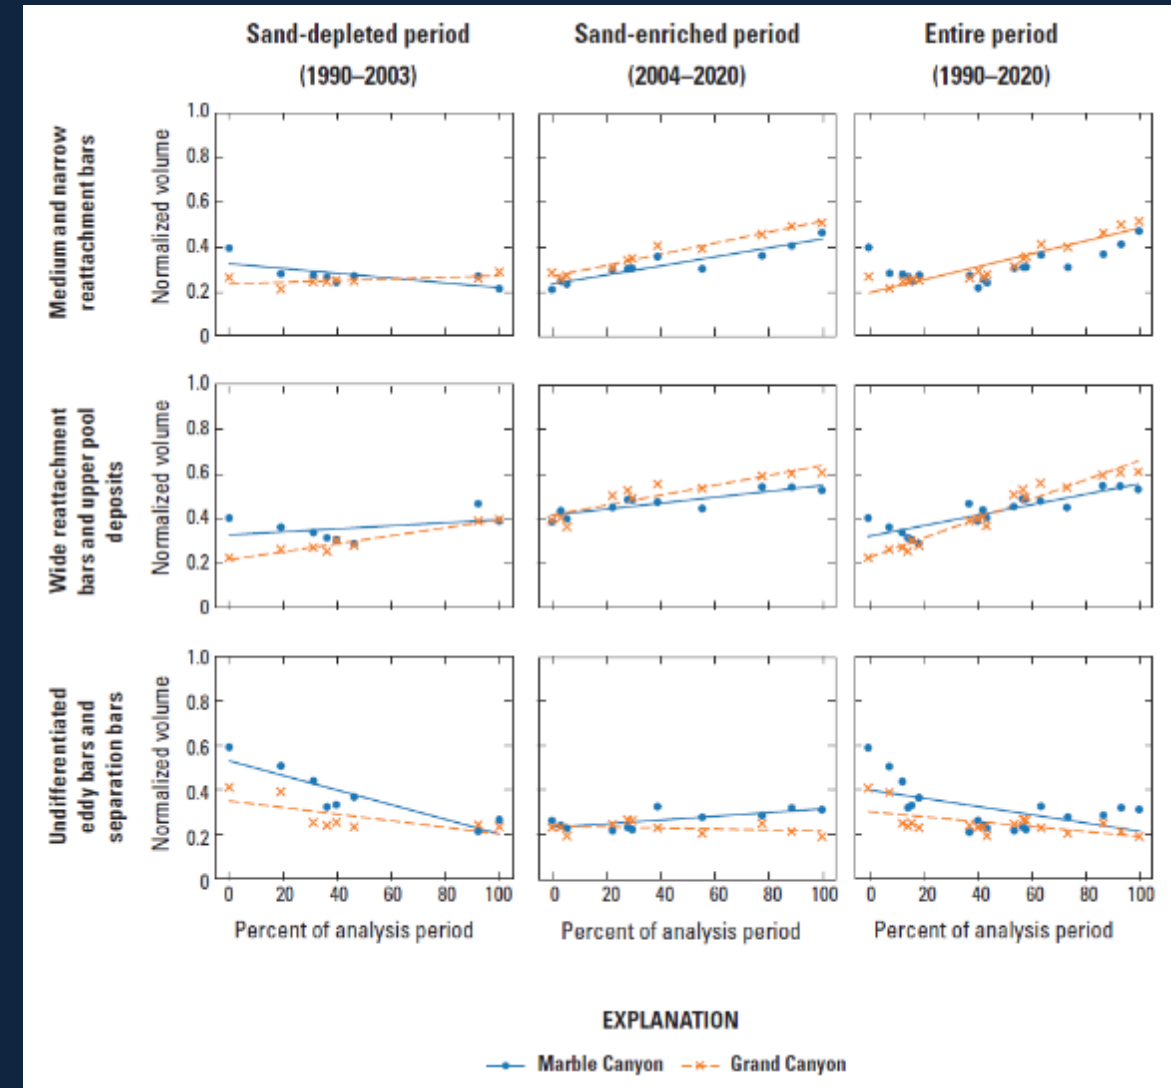 Sand-depleted period
(1990–2003)
Sand-enriched period
(2004–2020)
Entire period
(1990–2020)
Medium and narrow
reattachment bars
Normalized volume
1.0
0.8
0.6
0.4
0.2
0
Wide reattachment
bars and upper pool
deposits
Normalized volume
1.0
0.8
0.6
0.4
0.2
0
Undifferentiated
eddy bars and
separation bars
Normalized volume
1.0
0.8
0.6
0.4
0.2
0
0 20 40 60 80 100
0 20 40 60 80 100
0 20 40 60 80 100
Percent of analysis period
Percent of analysis period
Percent of analysis period
EXPLANATION
Marble Canyon
Grand Canyon